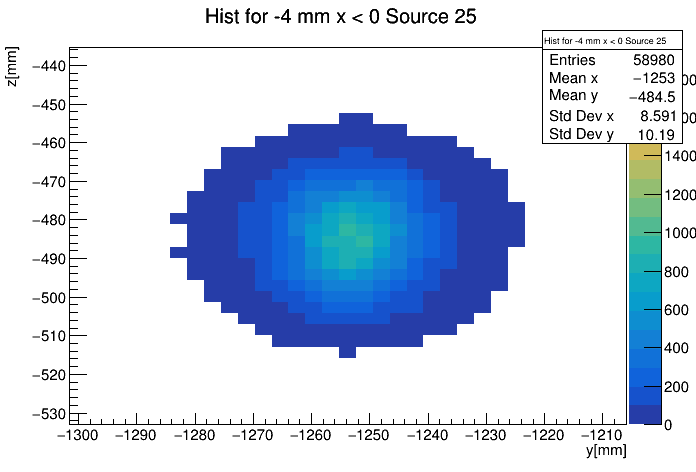 Hist for -4 mm x < 0 Source 25
z[mm]
Hist for -4 mm x < 0 Source 25
Entries 58980
Mean x −1253
Mean y −484.5
Std Dev x 8.591
Std Dev y 10.19
−440
−450
−460
−470
−480
−490
−500
−510
−520
−530
1400
1200
1000
800
600
400
200
0
−1300 −1290 −1280 −1270 −1260 −1250 −1240 −1230 −1220 −1210
y[mm]